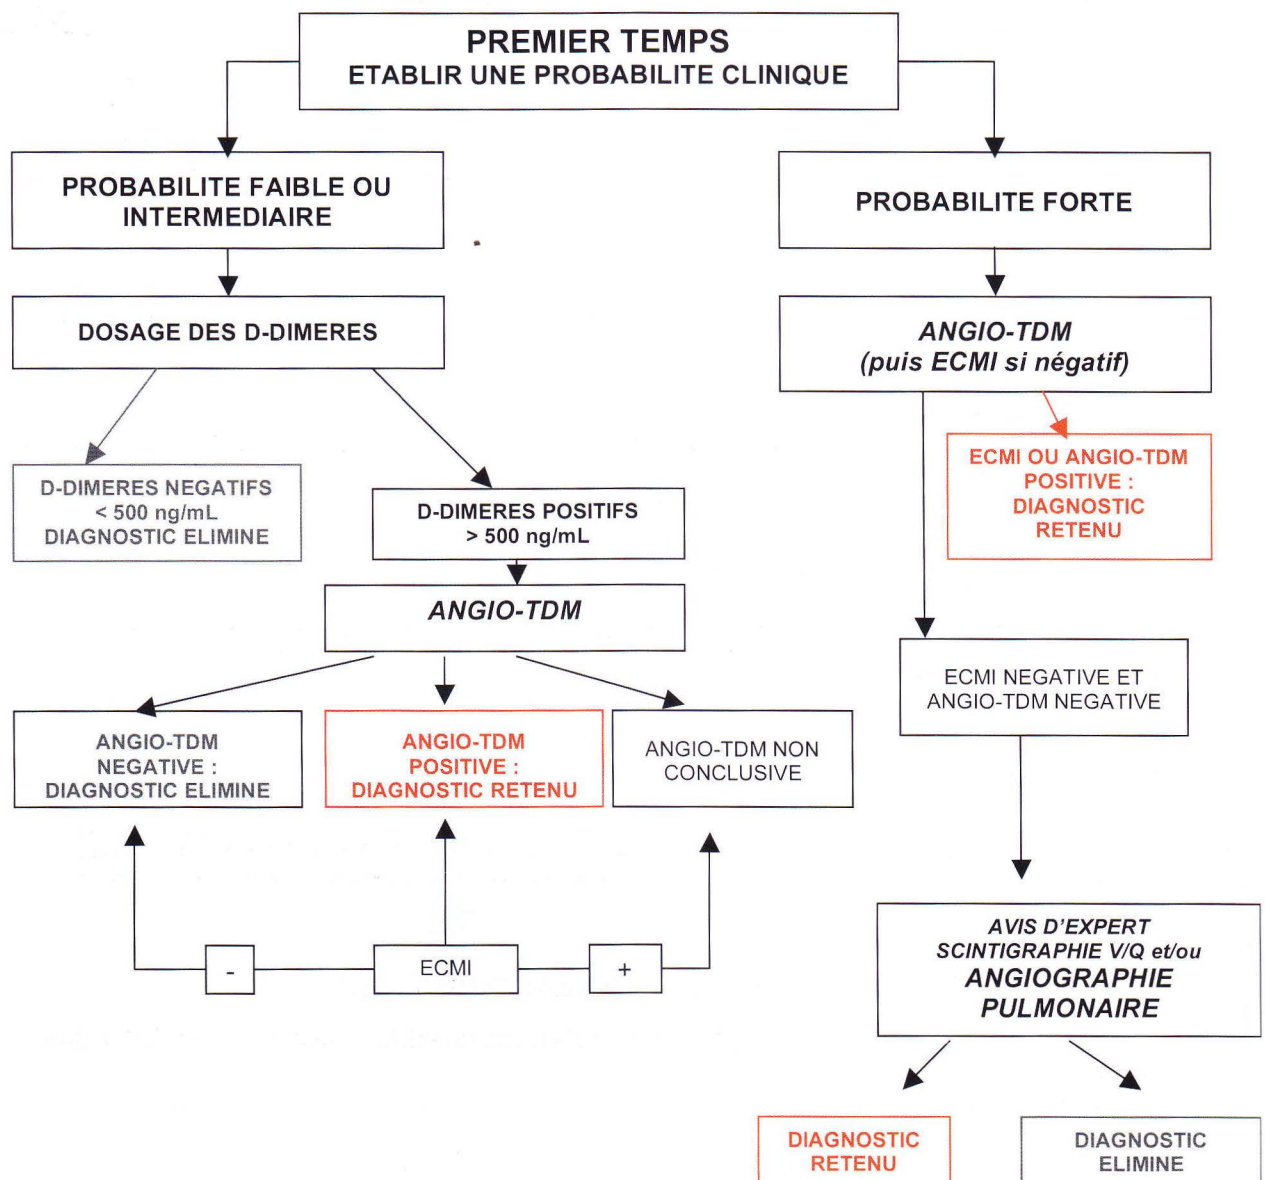 PREMIER TEMPS
ETABLIR UNE PROBABILITE CLINIQUE
PROBABILITE FAIBLE OU
INTERMEDIAIRE
PROBABILITE FORTE
DOSAGE DES D-DIMERES
ANGIO-TDM
(puis ECMI si négatif)
D-DIMERES NEGATIFS
< 500 ng/mL
DIAGNOSTIC ELIMINE
D-DIMERES POSITIFS
> 500 ng/mL
ECMI OU ANGIO-TDM
POSITIVE :
DIAGNOSTIC
RETENU
ANGIO-TDM
ECMI NEGATIVE ET
ANGIO-TDM NEGATIVE
ANGIO-TDM
NEGATIVE :
DIAGNOSTIC ELIMINE
ANGIO-TDM
POSITIVE :
DIAGNOSTIC RETENU
ANGIO-TDM NON
CONCLUSIVE
-
ECMI
+
AVIS D'EXPERT
SCINTIGRAPHIE V/Q et/ou
ANGIOGRAPHIE
PULMONAIRE
DIAGNOSTIC
RETENU
DIAGNOSTIC
ELIMINE